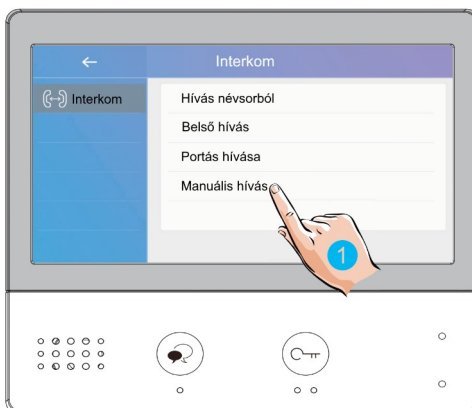 Interkom
Interkom
Hívás névsorból
Belső hívás
Portás hívása
Manuális hívás
1